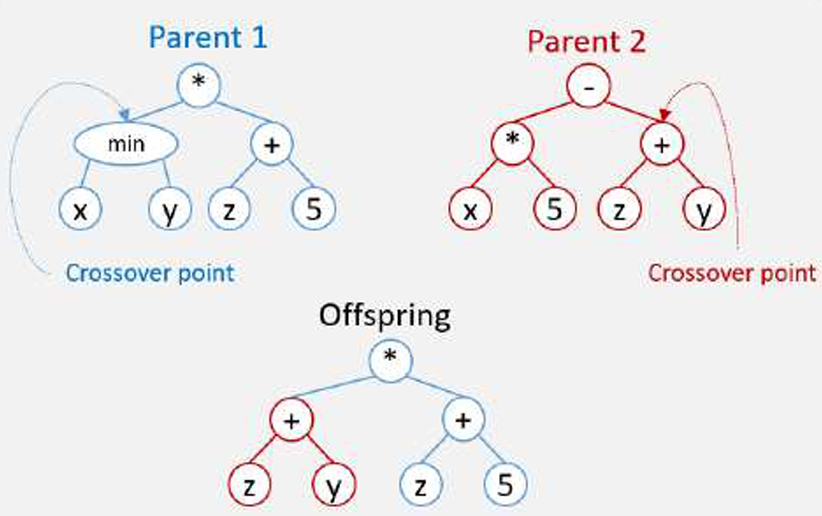 Parent 1
Parent 2
* -
min + * +
x y z 5 x 5 z y
Crossover point
Crossover point
Offspring
*
+ +
z y z 5